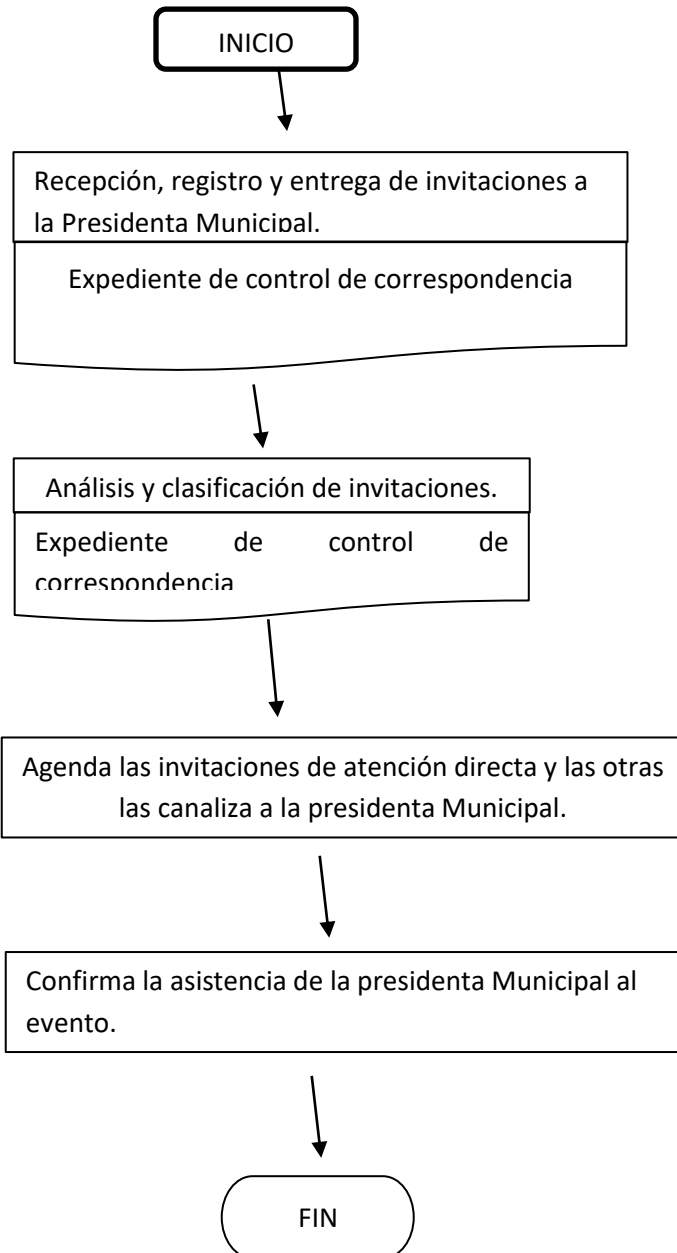 INICIO
Recepción, registro y entrega de invitaciones a
la Presidenta Municipal.
Expediente de control de correspondencia
Análisis y clasificación de invitaciones.
Expediente de control de
correspondencia
Agenda las invitaciones de atención directa y las otras
las canaliza a la presidenta Municipal.
Confirma la asistencia de la presidenta Municipal al
evento.
FIN